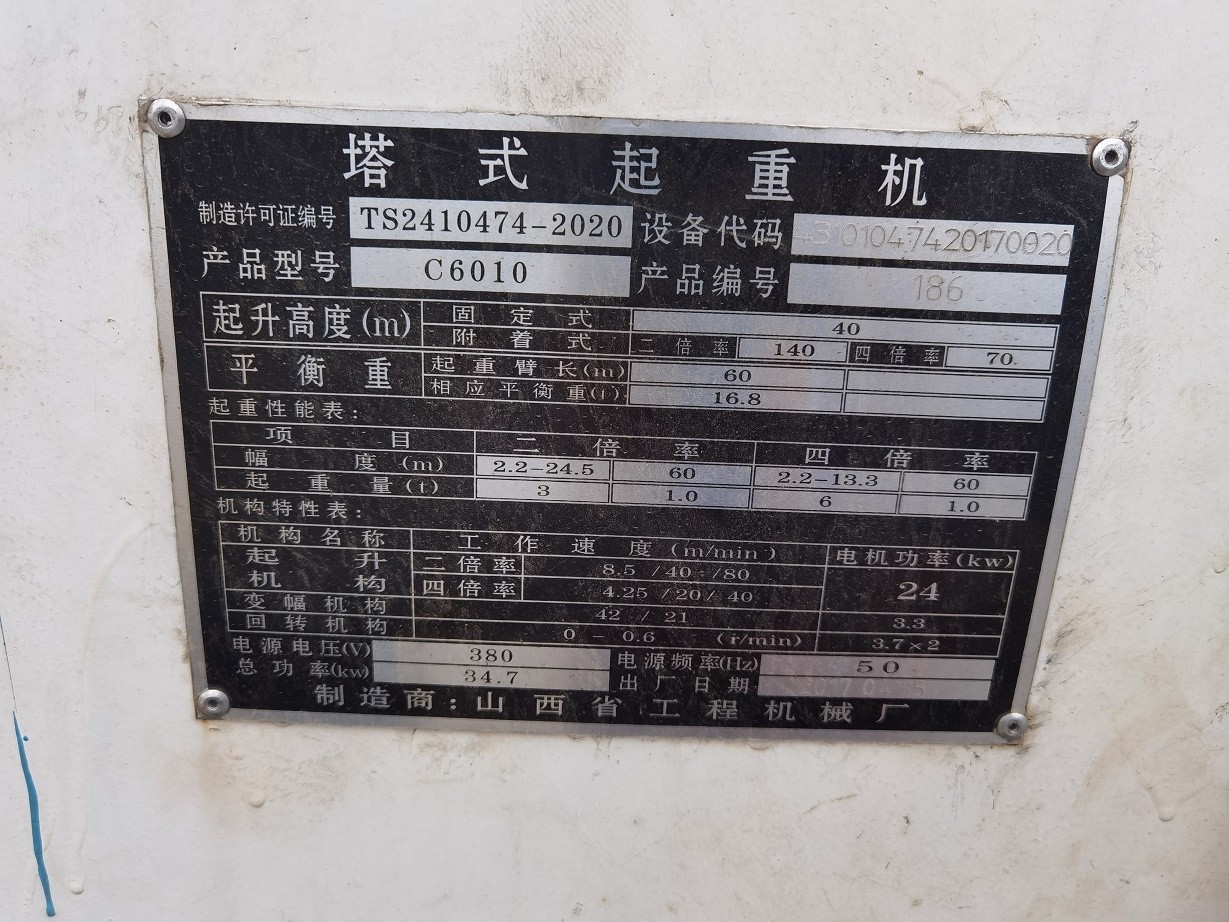 塔式起重机
制造许可证编号 TS2410474-2020 设备代码 43101047420170020
产品型号 C6010 产品编号 186
起升高度(m) 固定式 40
附着式 二倍率 140 四倍率 70
平衡重 起重臂长(m) 60
相应平衡重(t) 16.8
起重性能表:
项目 二倍率 四倍率
幅度(m) 2.2-24.5 60 2.2-13.3 60
起重量(t) 3 1.0 6 1.0
机构特性表:
机构名称 工作速度(m/min) 电机功率(kw)
起升机构 二倍率 8.5/40/80 24
四倍率 4.25/20/40
变幅机构 42/21 3.3
回转机构 0-0.6 (r/min) 3.7×2
电源电压(V) 380 电源频率(Hz) 50
总功率(kw) 34.7 出厂日期
制造商:山西省工程机械厂